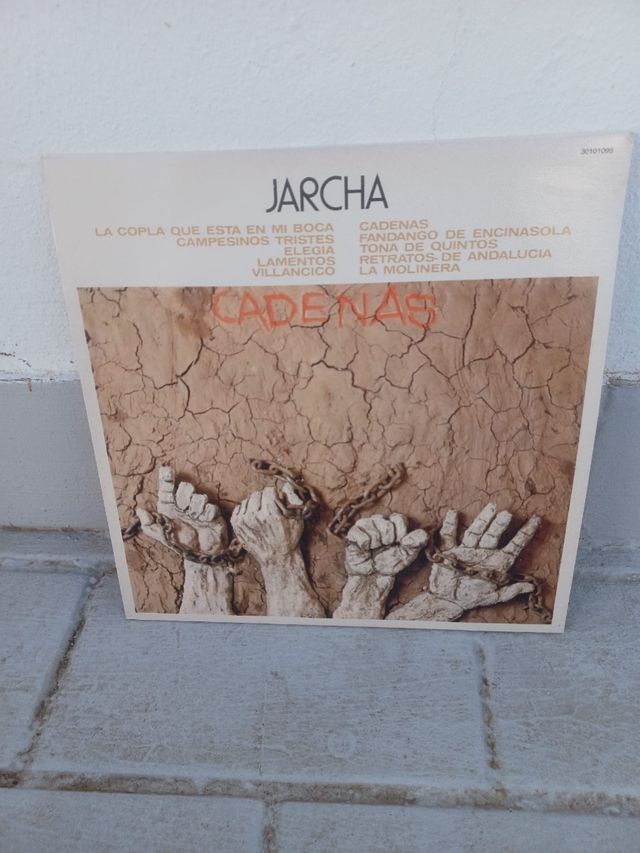 30101098
JARCHA
LA COPLA QUE ESTA EN MI BOCA
CAMPESINOS TRISTES
ELEGIA
LAMENTOS
VILLANCICO
CADENAS
FANDANGO DE ENCINASOLA
TONA DE QUINTOS
RETRATOS DE ANDALUCIA
LA MOLINERA
CADENAS